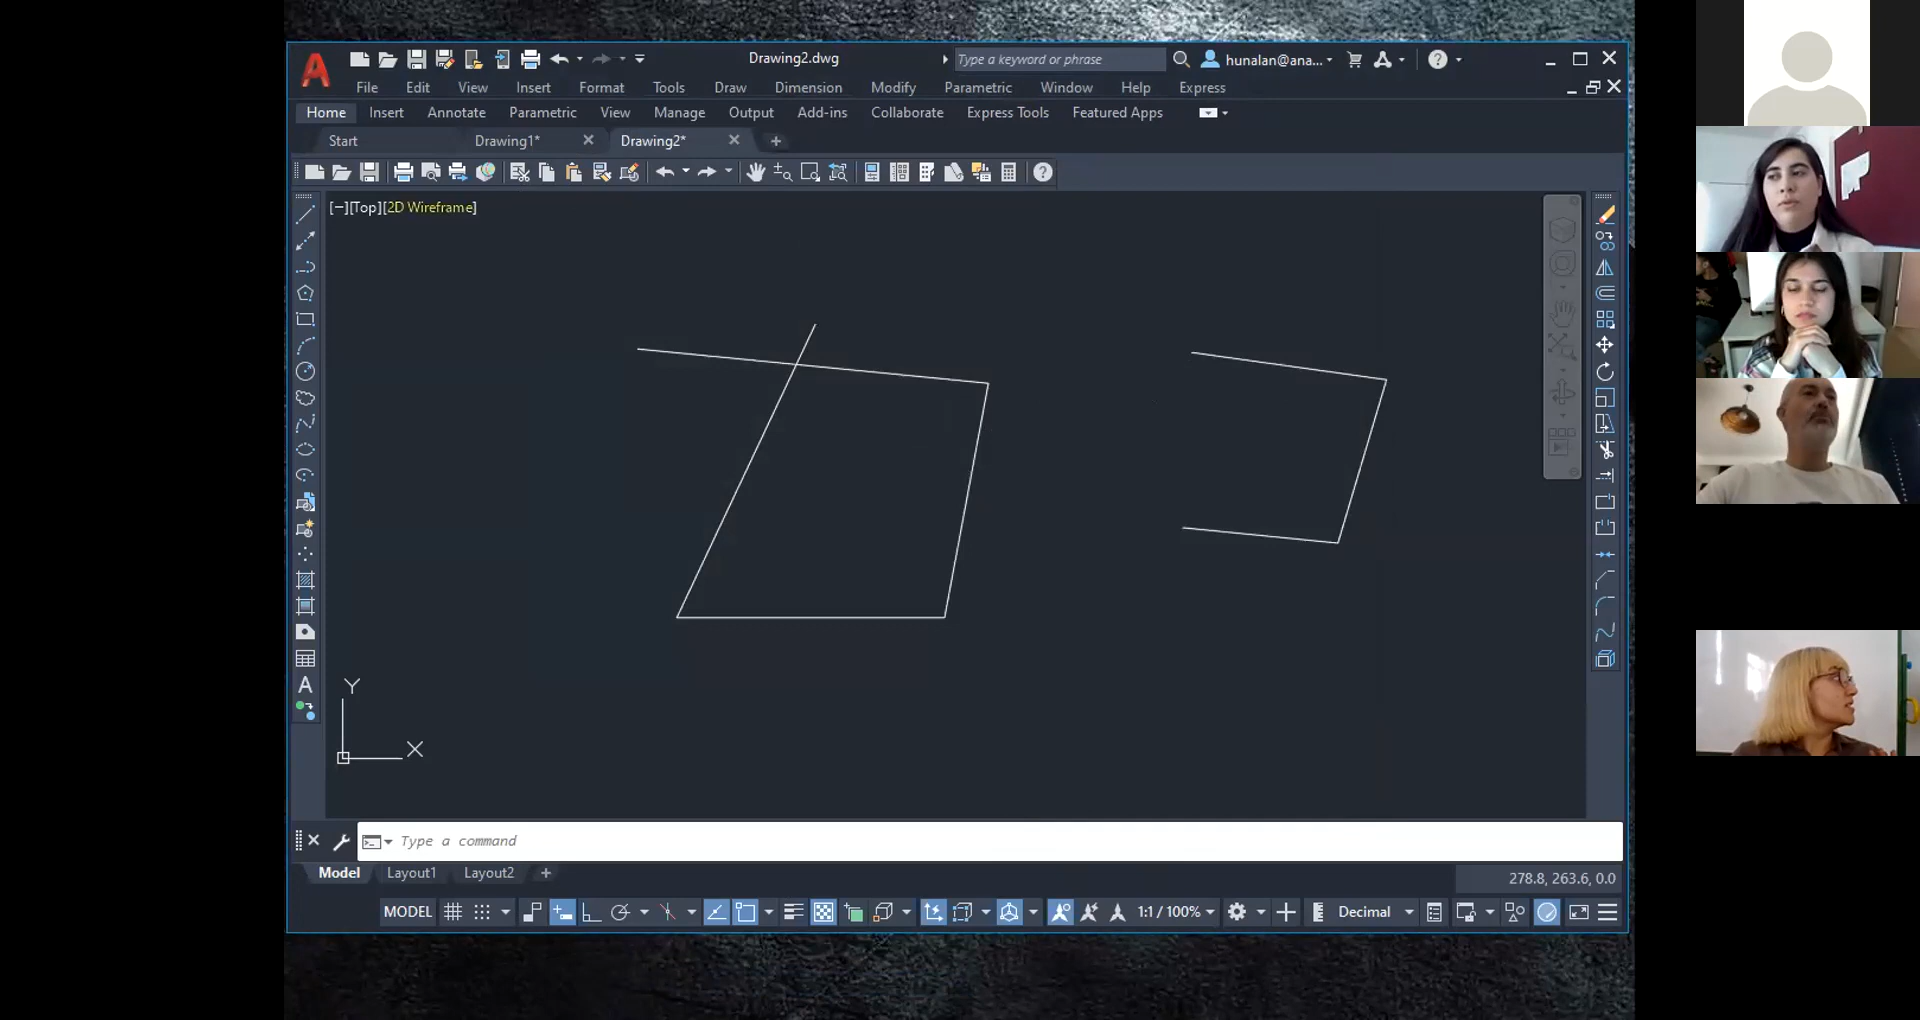 Drawing2.dwg
Type a keyword or phrase
hunalan@ana...
File Edit View Insert Format Tools Draw Dimension Modify Parametric Window Help Express
Home Insert Annotate Parametric View Manage Output Add-ins Collaborate Express Tools Featured Apps
Start Drawing1* Drawing2*
[−][Top][2D Wireframe]
Y
X
Type a command
Model Layout1 Layout2
278.8, 263.6, 0.0
MODEL 1:1 / 100% Decimal